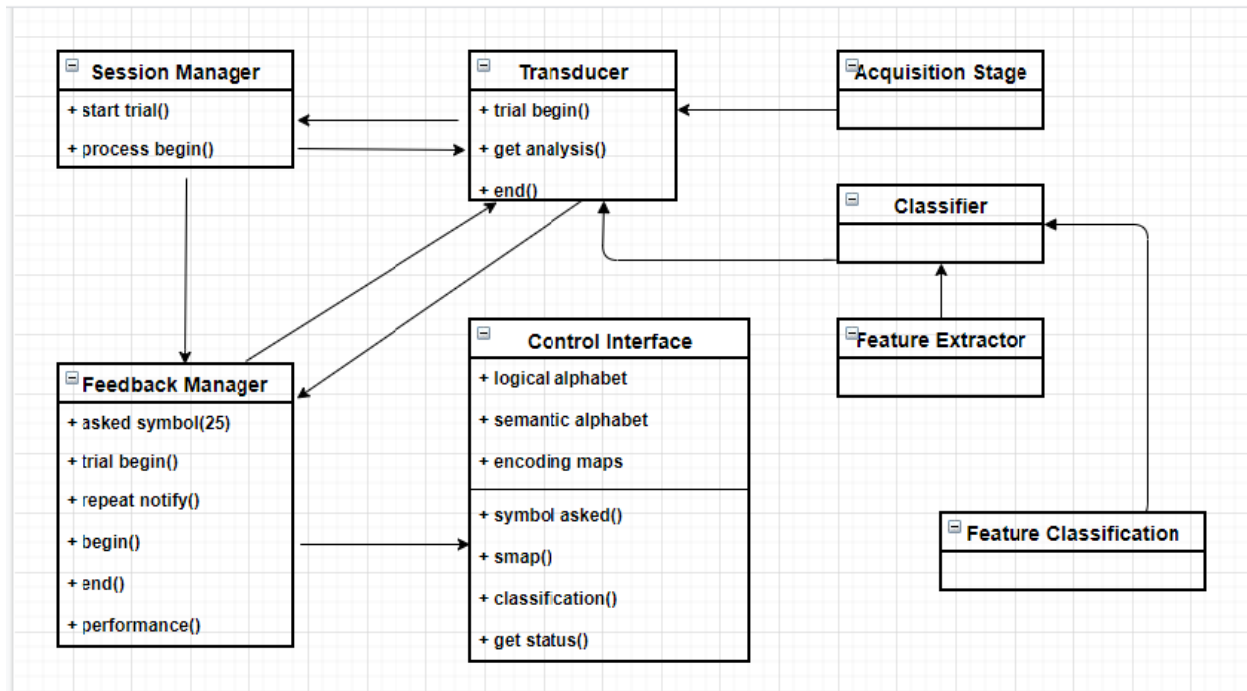 Session Manager
+ start trial()
+ process begin()
Transducer
+ trial begin()
+ get analysis()
+ end()
Acquisition Stage
Classifier
Feature Extractor
Control Interface
+ logical alphabet
+ semantic alphabet
+ encoding maps
+ symbol asked()
+ smap()
+ classification()
+ get status()
Feedback Manager
+ asked symbol(25)
+ trial begin()
+ repeat notify()
+ begin()
+ end()
+ performance()
Feature Classification